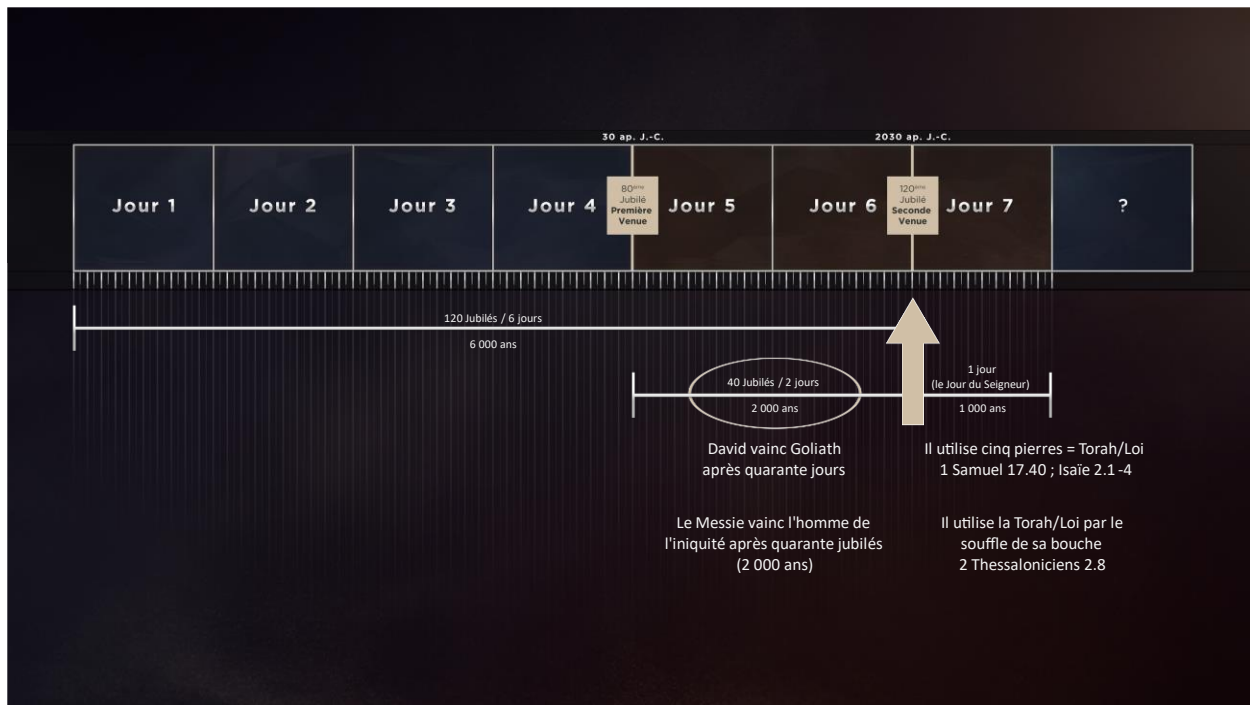 30 ap. J.-C.
2030 ap. J.-C.
Jour 1
Jour 2
Jour 3
Jour 4
80ème
Jubilé
Première
Venue
Jour 5
Jour 6
120ème
Jubilé
Seconde
Venue
Jour 7
?
120 Jubilés / 6 jours
6 000 ans
40 Jubilés / 2 jours
2 000 ans
1 jour
(le Jour du Seigneur)
1 000 ans
David vainc Goliath
après quarante jours
Il utilise cinq pierres = Torah/Loi
1 Samuel 17.40 ; Isaïe 2.1-4
Le Messie vainc l'homme de
l'iniquité après quarante jubilés
(2 000 ans)
Il utilise la Torah/Loi par le
souffle de sa bouche
2 Thessaloniciens 2.8